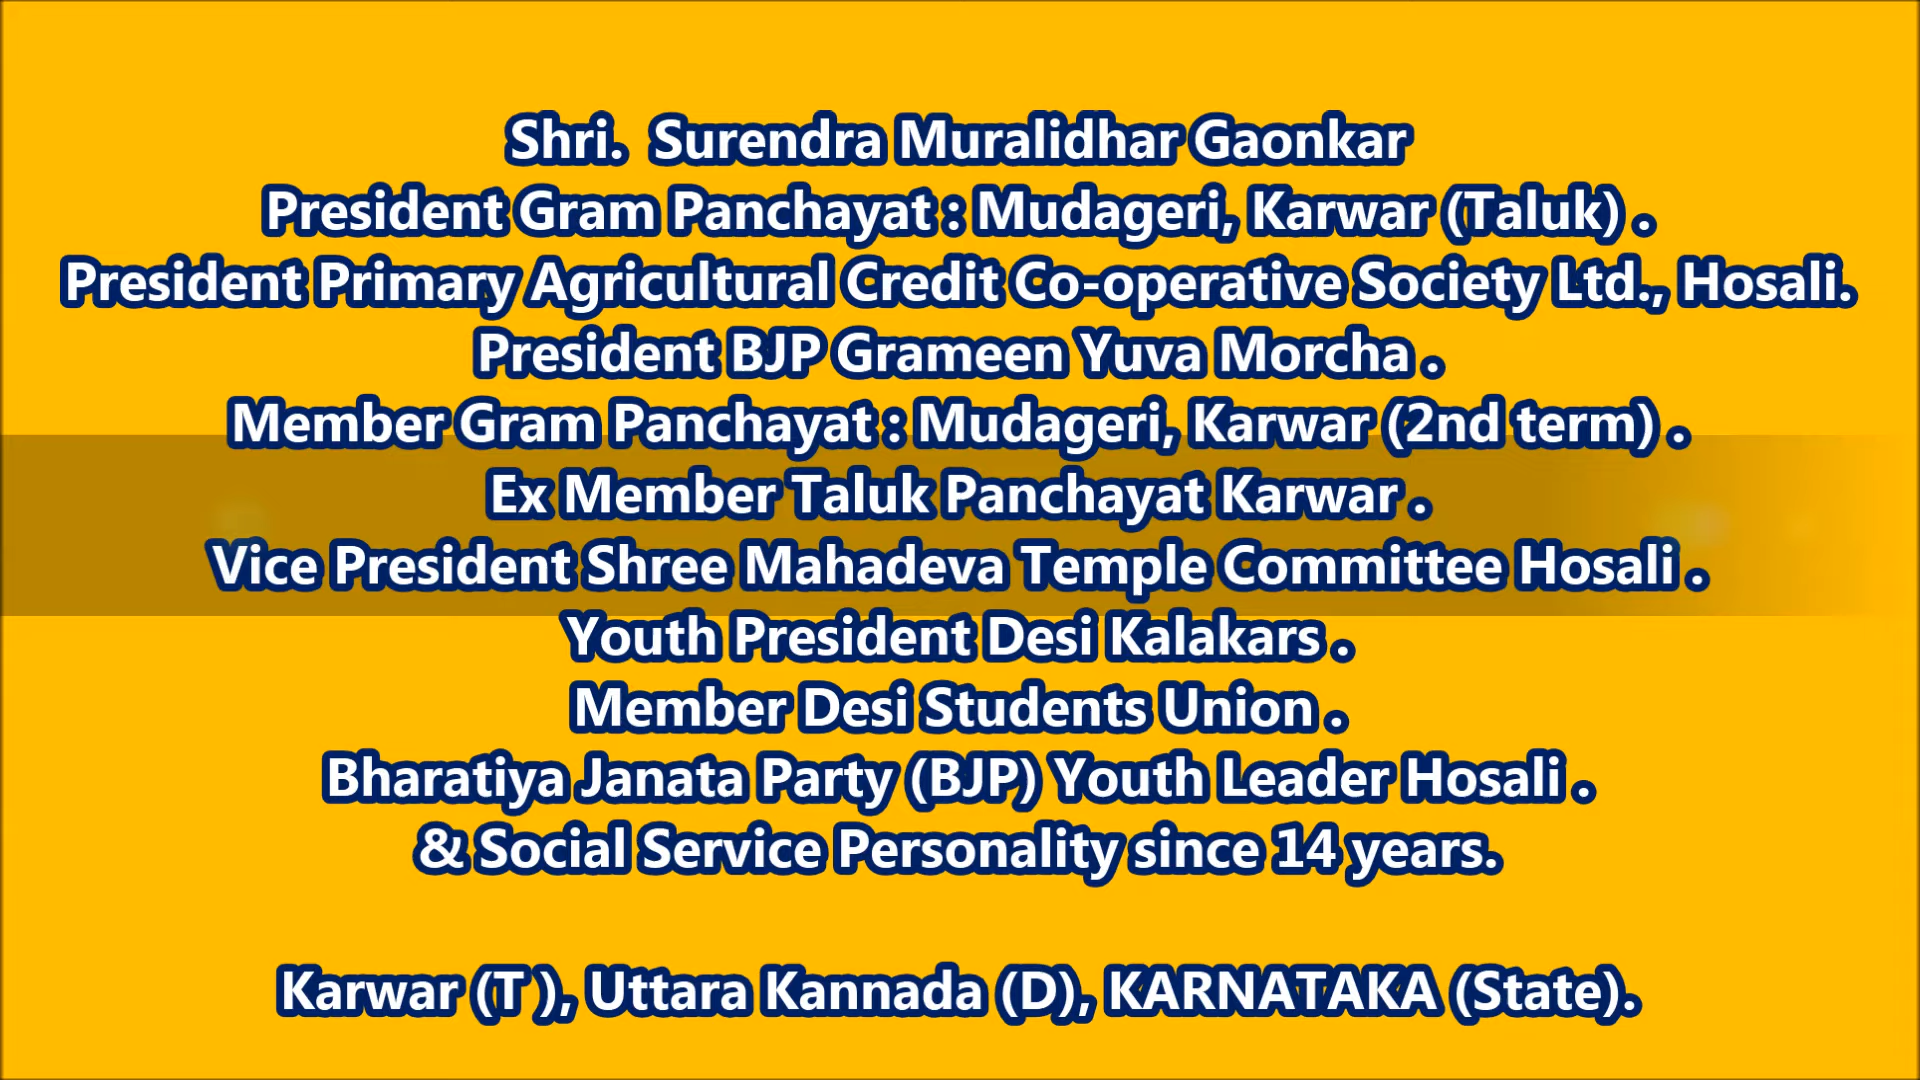 Shri.  Surendra Muralidhar Gaonkar
President Gram Panchayat : Mudageri, Karwar (Taluk) .
President Primary Agricultural Credit Co-operative Society Ltd., Hosali.
President BJP Grameen Yuva Morcha .
Member Gram Panchayat : Mudageri, Karwar (2nd term) .
Ex Member Taluk Panchayat Karwar .
Vice President Shree Mahadeva Temple Committee Hosali .
Youth President Desi Kalakars .
Member Desi Students Union .
Bharatiya Janata Party (BJP) Youth Leader Hosali .
& Social Service Personality since 14 years.
Karwar (T ), Uttara Kannada (D), KARNATAKA (State).